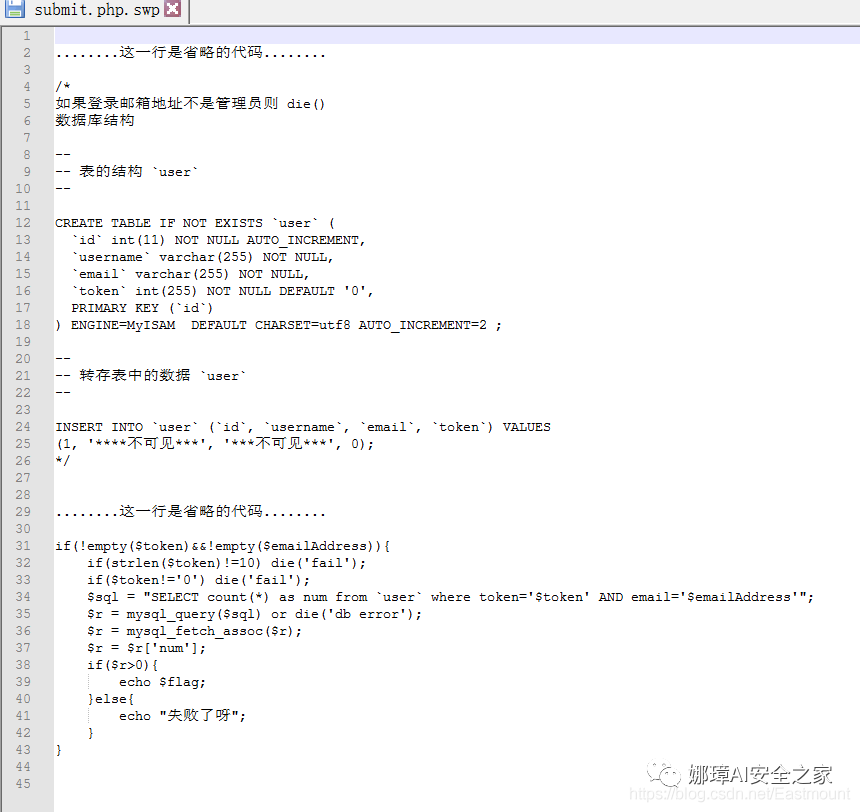 submit.php.swp
1
2 ........这一行是省略的代码........
3
4 /*
5 如果登录邮箱地址不是管理员则 die()
6 数据库结构
7
8 --
9 -- 表的结构 `user`
10 --
11
12 CREATE TABLE IF NOT EXISTS `user` (
13 `id` int(11) NOT NULL AUTO_INCREMENT,
14 `username` varchar(255) NOT NULL,
15 `email` varchar(255) NOT NULL,
16 `token` int(255) NOT NULL DEFAULT '0',
17 PRIMARY KEY (`id`)
18 ) ENGINE=MyISAM  DEFAULT CHARSET=utf8 AUTO_INCREMENT=2 ;
19
20 --
21 -- 转存表中的数据 `user`
22 --
23
24 INSERT INTO `user` (`id`, `username`, `email`, `token`) VALUES
25 (1, '****不可见***', '***不可见***', 0);
26 */
27
28
29 ........这一行是省略的代码........
30
31 if(!empty($token)&&!empty($emailAddress)){
32 if(strlen($token)!=10) die('fail');
33 if($token!='0') die('fail');
34 $sql = "SELECT count(*) as num from `user` where token='$token' AND email='$emailAddress'";
35 $r = mysql_query($sql) or die('db error');
36 $r = mysql_fetch_assoc($r);
37 $r = $r['num'];
38 if($r>0){
39 echo $flag;
40 }else{
41 echo "失败了呀";
42 }
43 }
44
45
娜璋AI安全之家
https://blog.csdn.net/Eastmount